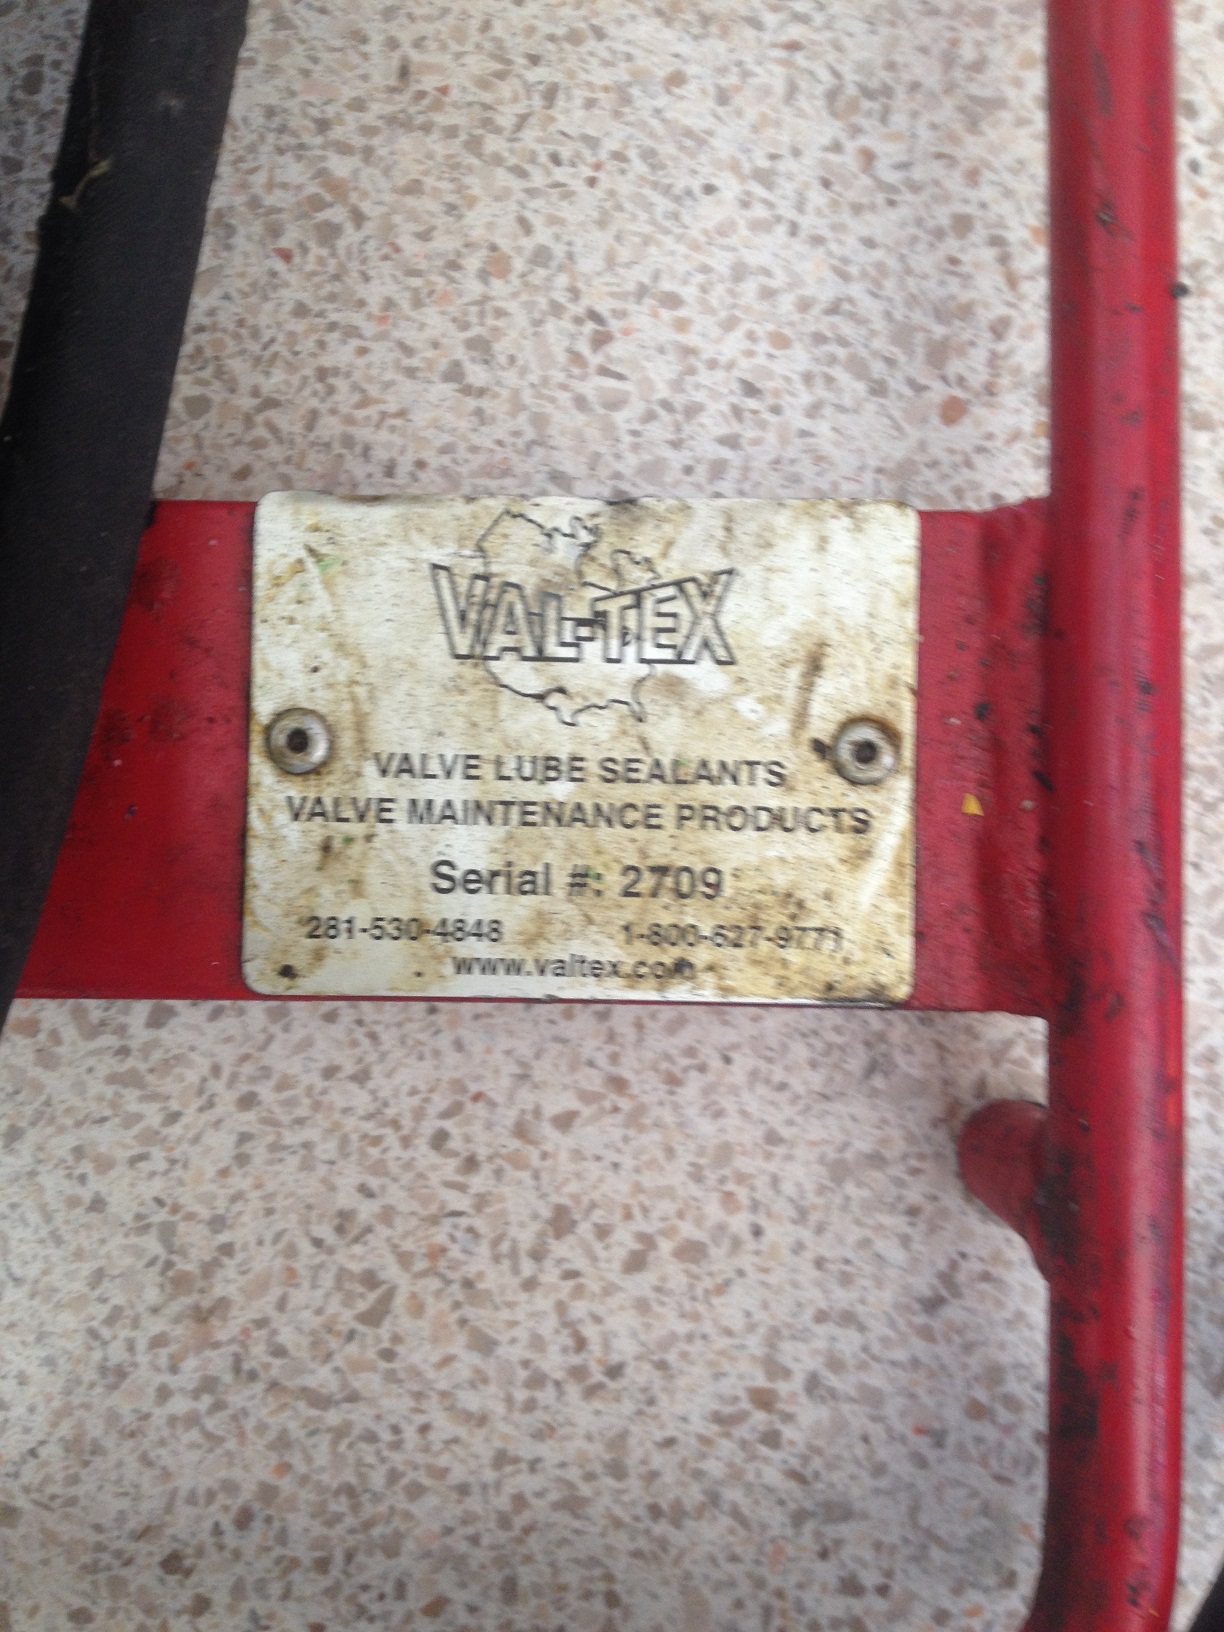 VAL-TEX
VALVE LUBE SEALANTS
VALVE MAINTENANCE PRODUCTS
Serial #: 2709
281-530-4848 1-800-627-9771
www.valtex.com